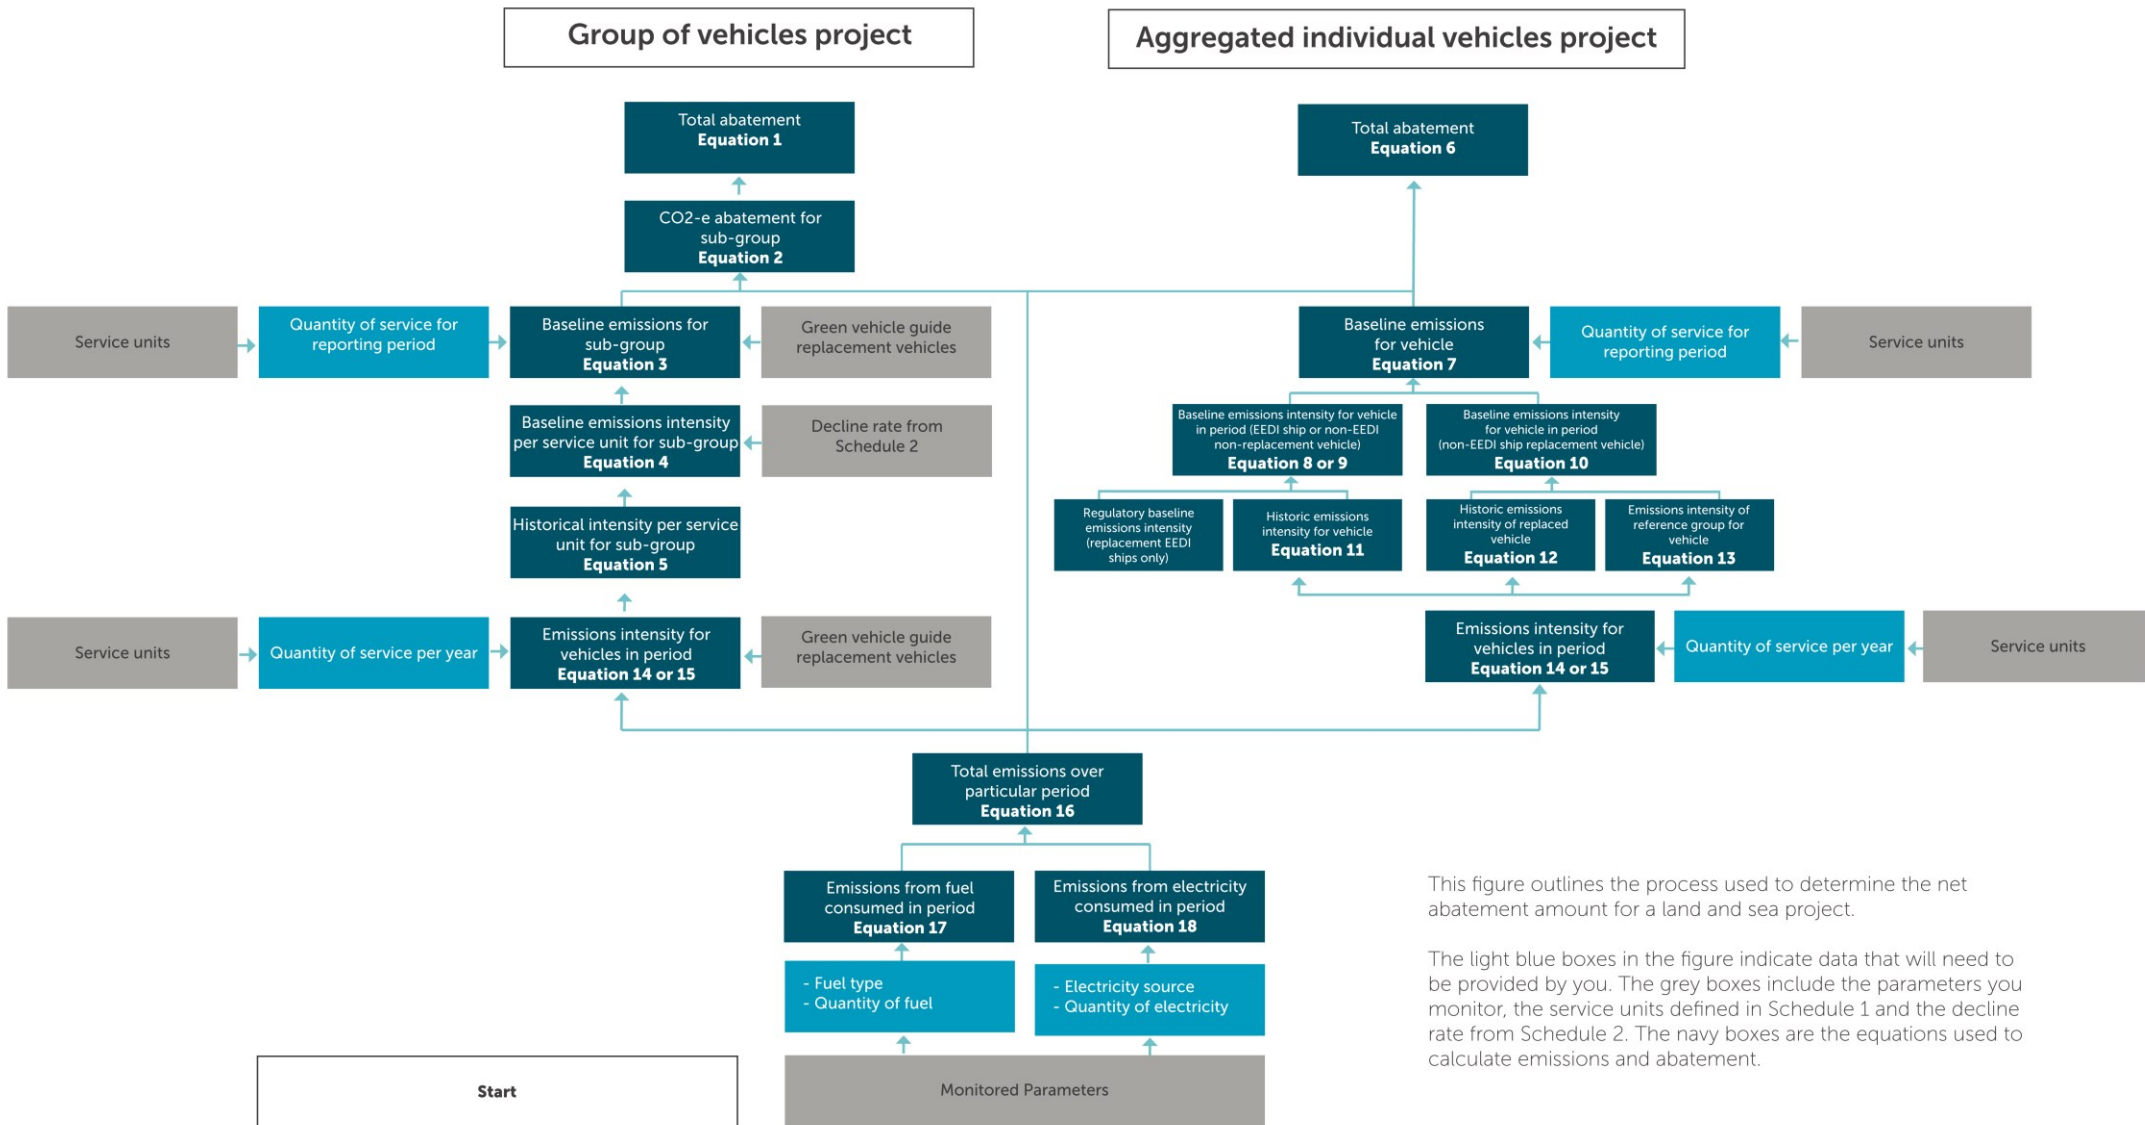 Group of vehicles project
Aggregated individual vehicles project
Total abatement
Equation 1
Total abatement
Equation 6
CO2-e abatement for
sub-group
Equation 2
Service units
Quantity of service for
reporting period
Baseline emissions for
sub-group
Equation 3
Green vehicle guide
replacement vehicles
Baseline emissions
for vehicle
Equation 7
Quantity of service for
reporting period
Service units
Baseline emissions intensity
per service unit for sub-group
Equation 4
Decline rate from
Schedule 2
Baseline emissions intensity for vehicle
in period (EEDI ship or non-EEDI
non-replacement vehicle)
Equation 8 or 9
Baseline emissions intensity
for vehicle in period
(non-EEDI ship replacement vehicle)
Equation 10
Historical intensity per service
unit for sub-group
Equation 5
Regulatory baseline
emissions intensity
(replacement EEDI
ships only)
Historic emissions
intensity for vehicle
Equation 11
Historic emissions
intensity of replaced
vehicle
Equation 12
Emissions intensity of
reference group for
vehicle
Equation 13
Service units
Quantity of service per year
Emissions intensity for
vehicles in period
Equation 14 or 15
Green vehicle guide
replacement vehicles
Emissions intensity for
vehicles in period
Equation 14 or 15
Quantity of service per year
Service units
Total emissions over
particular period
Equation 16
Emissions from fuel
consumed in period
Equation 17
Emissions from electricity
consumed in period
Equation 18
- Fuel type
- Quantity of fuel
- Electricity source
- Quantity of electricity
Start
Monitored Parameters
This figure outlines the process used to determine the net
abatement amount for a land and sea project.
The light blue boxes in the figure indicate data that will need to
be provided by you. The grey boxes include the parameters you
monitor, the service units defined in Schedule 1 and the decline
rate from Schedule 2. The navy boxes are the equations used to
calculate emissions and abatement.